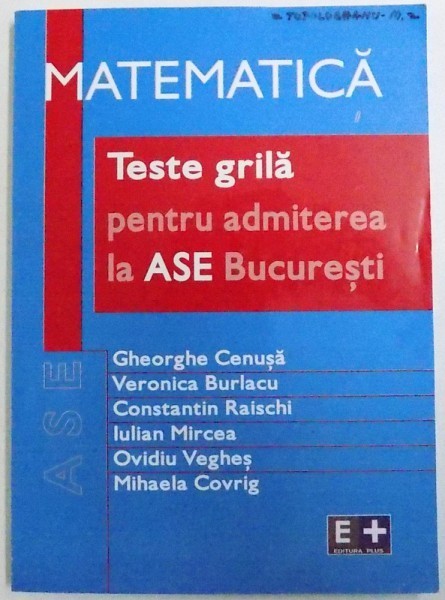 MATEMATICĂ
Teste grilă
pentru admiterea
la ASE București
ASE
Gheorghe Cenușă
Veronica Burlacu
Constantin Raischi
Iulian Mircea
Ovidiu Vegheș
Mihaela Covrig
E +
EDITURA PLUS